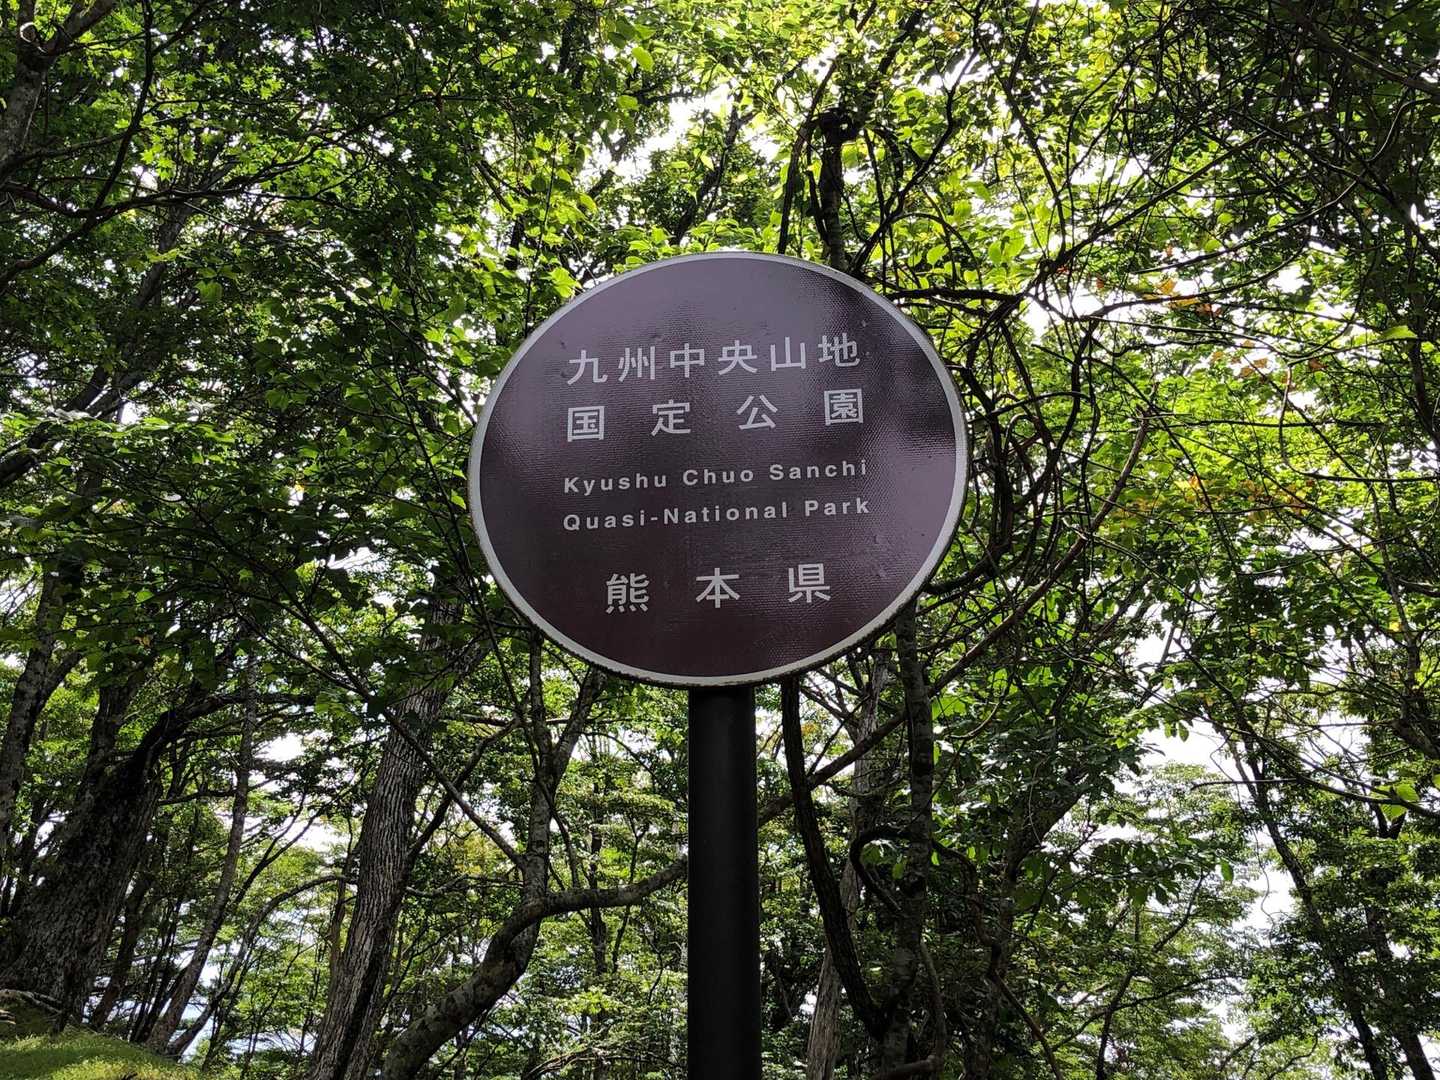 九州中央山地
国定公園
Kyushu Chuo Sanchi
Quasi-National Park
熊本県